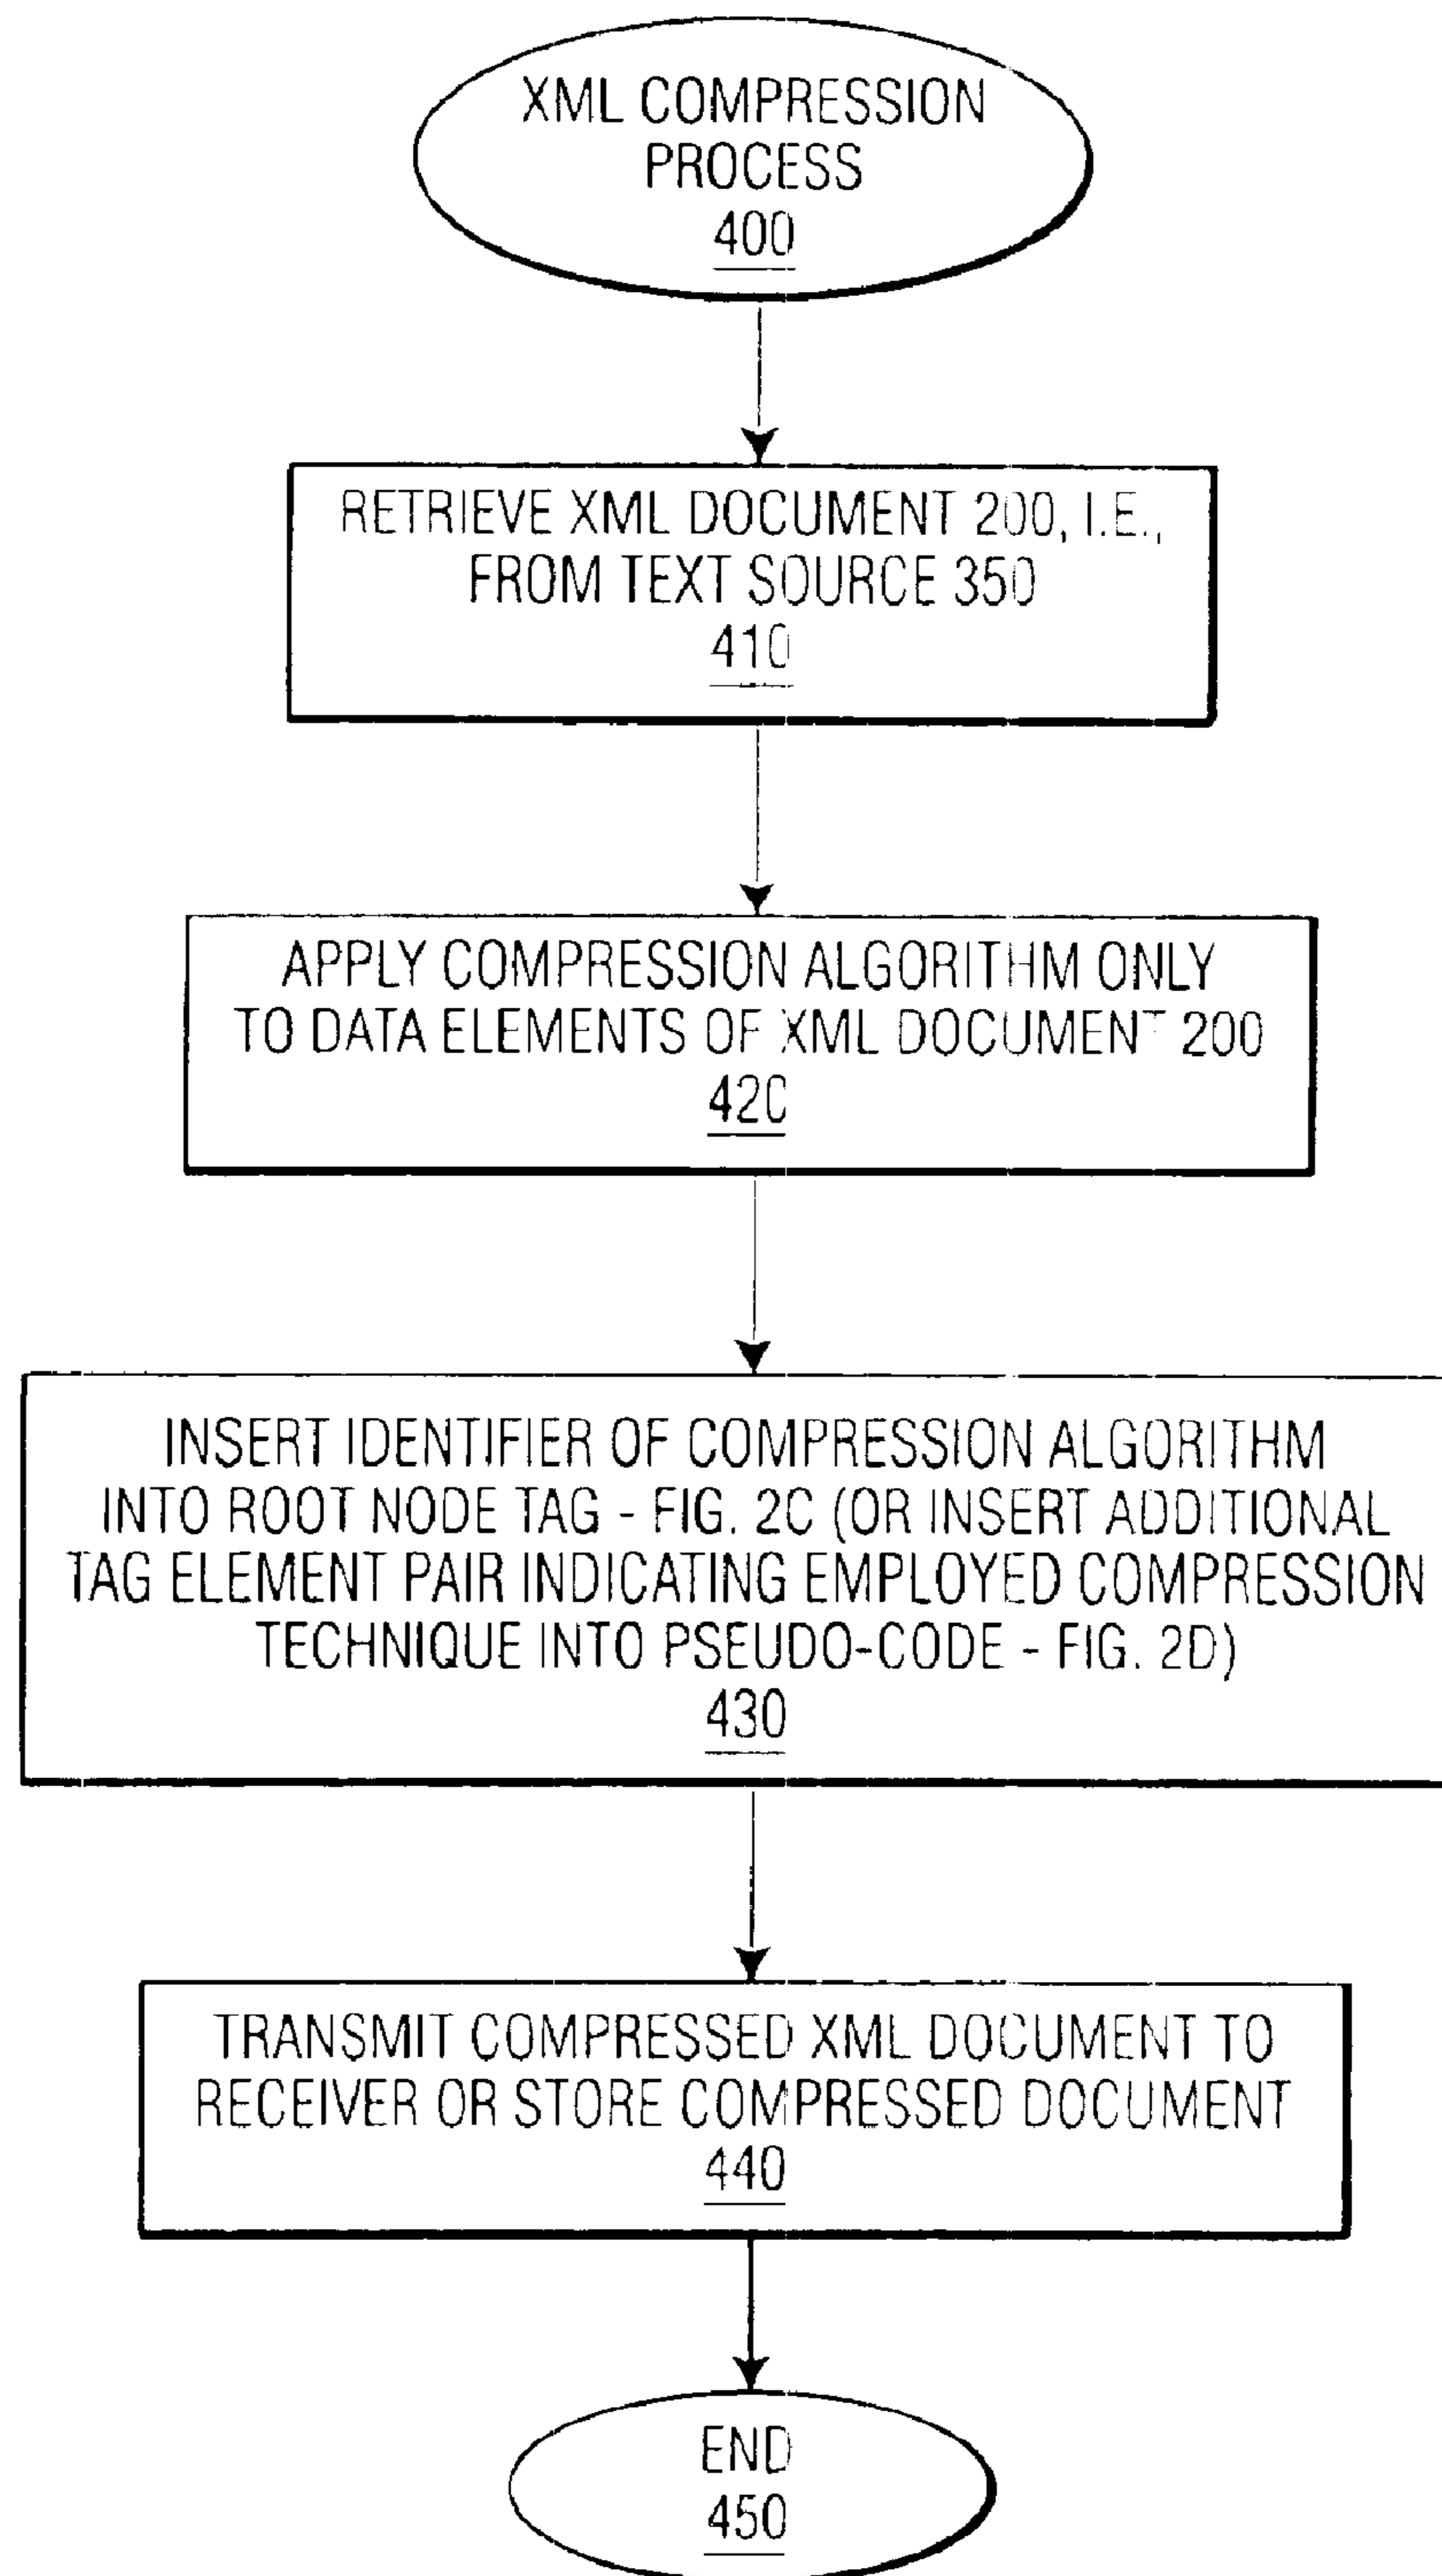 XML COMPRESSION
PROCESS
400
RETRIEVE XML DOCUMENT 200, I.E.,
FROM TEXT SOURCE 350
410
APPLY COMPRESSION ALGORITHM ONLY
TO DATA ELEMENTS OF XML DOCUMENT 200
420
INSERT IDENTIFIER OF COMPRESSION ALGORITHM
INTO ROOT NODE TAG - FIG. 2C (OR INSERT ADDITIONAL
TAG ELEMENT PAIR INDICATING EMPLOYED COMPRESSION
TECHNIQUE INTO PSEUDO-CODE - FIG. 2D)
430
TRANSMIT COMPRESSED XML DOCUMENT TO
RECEIVER OR STORE COMPRESSED DOCUMENT
440
END
450